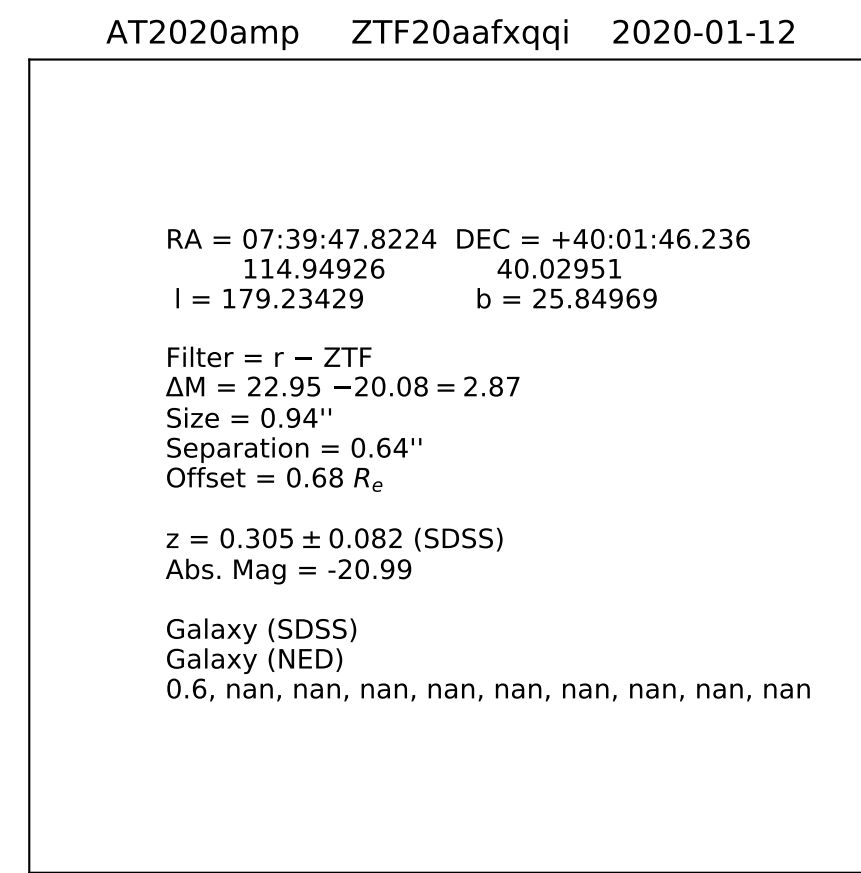 AT2020amp ZTF20aafxqqi 2020-01-12
RA = 07:39:47.8224 DEC = +40:01:46.236
114.94926 40.02951
l = 179.23429 b = 25.84969
Filter = r − ZTF
ΔM = 22.95 −20.08 = 2.87
Size = 0.94''
Separation = 0.64''
Offset = 0.68 Rₑ
z = 0.305 ± 0.082 (SDSS)
Abs. Mag = -20.99
Galaxy (SDSS)
Galaxy (NED)
0.6, nan, nan, nan, nan, nan, nan, nan, nan, nan